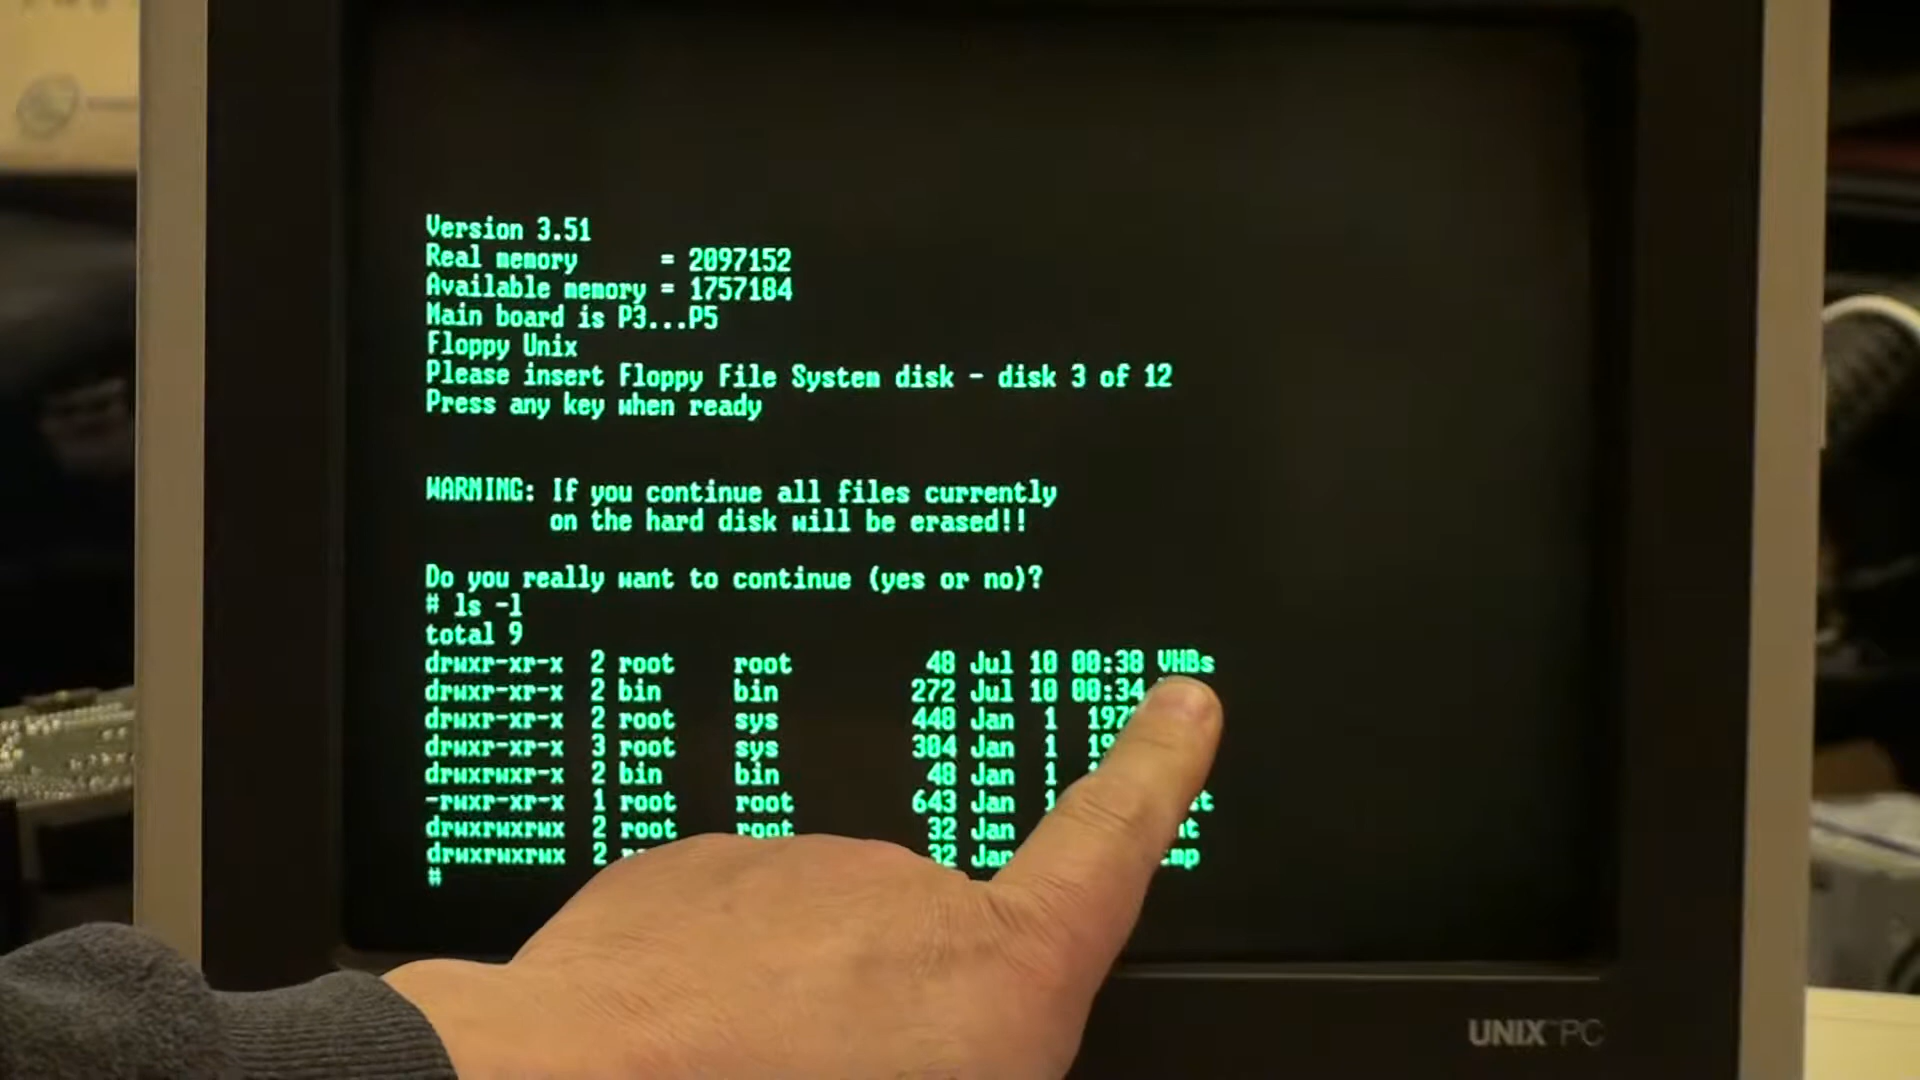 Version 3.51
Real memory = 2097152
Available memory = 1757184
Main board is P3...P5
Floppy Unix
Please insert Floppy File System disk - disk 3 of 12
Press any key when ready
WARNING: If you continue all files currently
on the hard disk will be erased!!
Do you really want to continue (yes or no)?
# ls -l
total 9
drwxr-xr-x 2 root root 48 Jul 10 00:38 VHBs
drwxr-xr-x 2 bin bin 272 Jul 10 00:34
drwxr-xr-x 2 root sys 448 Jan 1
drwxr-xr-x 3 root sys 304 Jan 1
drwxrwxr-x 2 bin bin 48 Jan 1
-rwxr-xr-x 1 root root 643 Jan 1
drwxrwxrwx 2 root root 32 Jan
drwxrwxrwx 2 32 Jan
#
UNIX PC